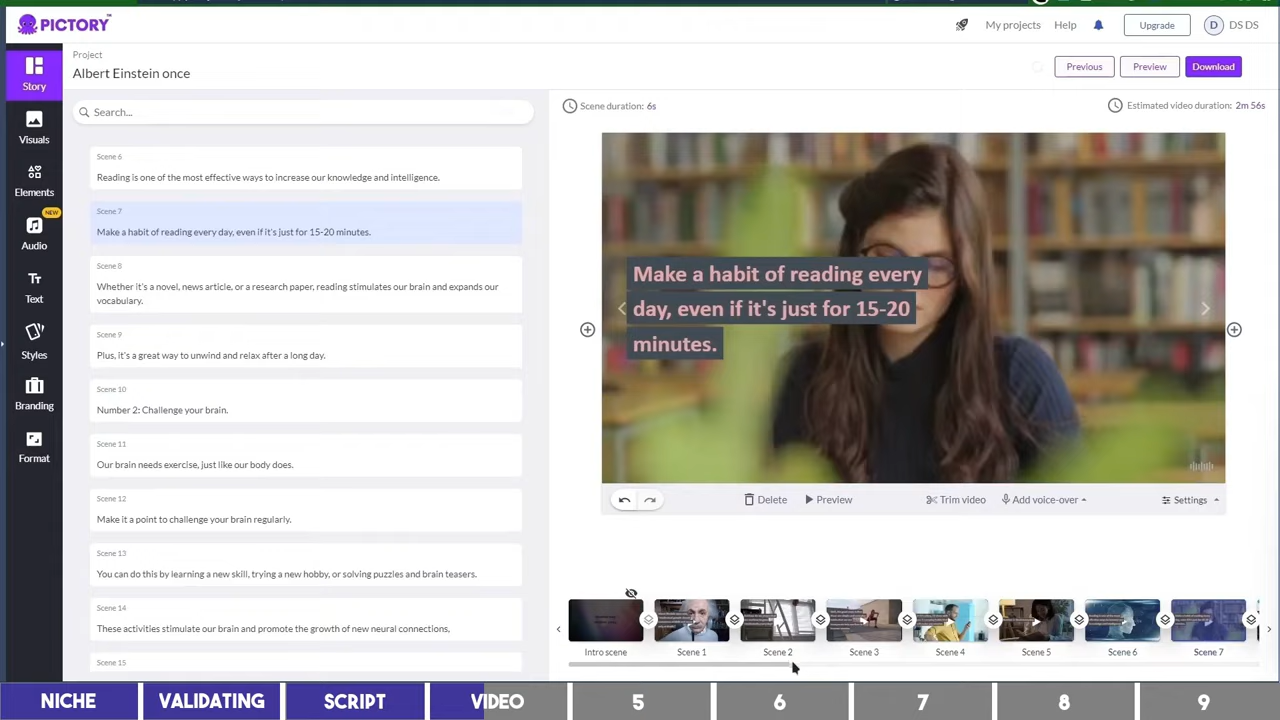 PICTORY
My projects
Help
Upgrade
D
DS DS
Project
Albert Einstein once
Previous
Preview
Download
Story
Visuals
Elements
NEW
Audio
Text
Styles
Branding
Format
Search...
Scene 6
Reading is one of the most effective ways to increase our knowledge and intelligence.
Scene 7
Make a habit of reading every day, even if it's just for 15-20 minutes.
Scene 8
Whether it's a novel, news article, or a research paper, reading stimulates our brain and expands our
vocabulary.
Scene 9
Plus, it's a great way to unwind and relax after a long day.
Scene 10
Number 2: Challenge your brain.
Scene 11
Our brain needs exercise, just like our body does.
Scene 12
Make it a point to challenge your brain regularly.
Scene 13
You can do this by learning a new skill, trying a new hobby, or solving puzzles and brain teasers.
Scene 14
These activities stimulate our brain and promote the growth of new neural connections,
Scene 15
Scene duration: 6s
Estimated video duration: 2m 56s
Make a habit of reading every
day, even if it's just for 15-20
minutes.
Delete
Preview
Trim video
Add voice-over
Settings
Intro scene
Scene 1
Scene 2
Scene 3
Scene 4
Scene 5
Scene 6
Scene 7
NICHE
VALIDATING
SCRIPT
VIDEO
5
6
7
8
9